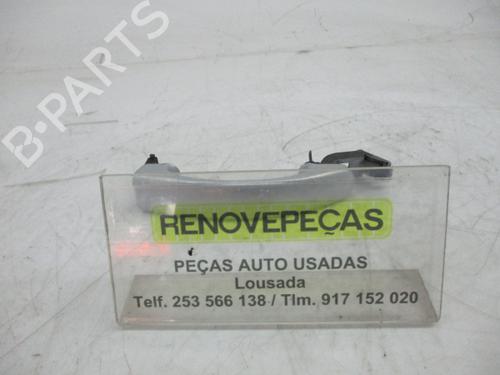 B-PARTS
RENOVEPEÇAS
PEÇAS AUTO USADAS
Lousada
Telf. 253 566 138 / Tlm. 917 152 020